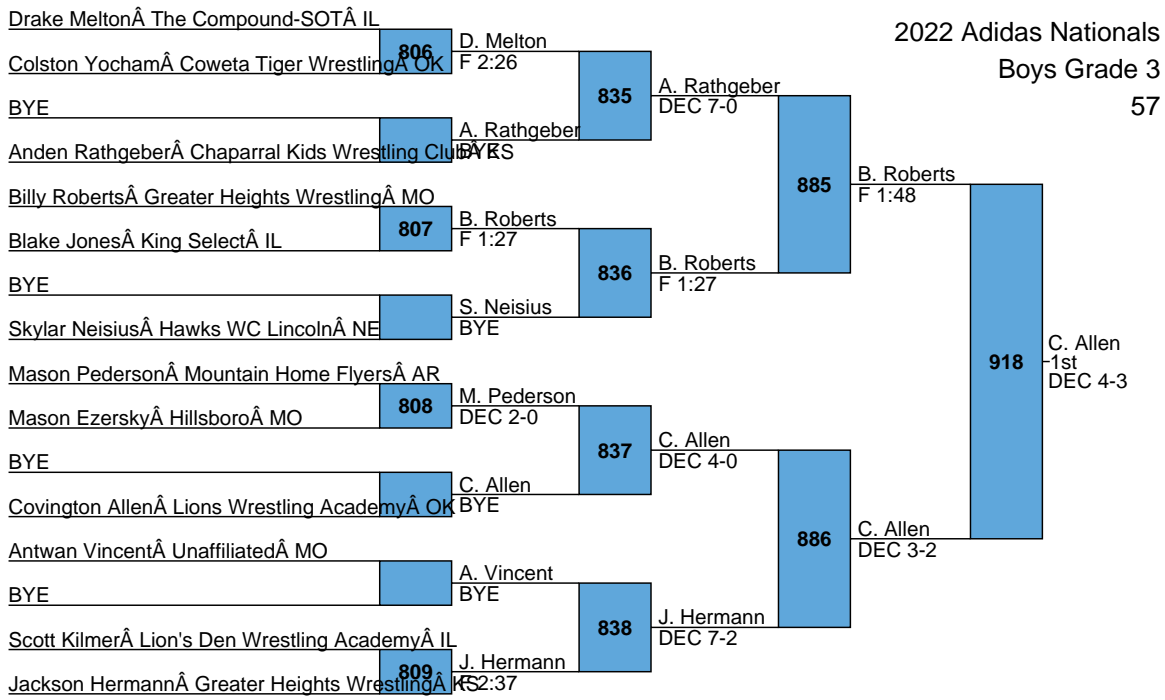 Drake MeltonÂ The Compound-SOTÂ IL
806
Colston YochamÂ Coweta Tiger WrestlingÂ OK
D. Melton
F 2:26
BYE
Anden RathgeberÂ Chaparral Kids Wrestling ClubÂ KS
A. Rathgeber
BYE
835
A. Rathgeber
DEC 7-0
Billy RobertsÂ Greater Heights WrestlingÂ MO
807
Blake JonesÂ King SelectÂ IL
B. Roberts
F 1:27
BYE
Skylar NeisiusÂ Hawks WC LincolnÂ NE
S. Neisius
BYE
836
B. Roberts
F 1:27
885
B. Roberts
F 1:48
Mason PedersonÂ Mountain Home FlyersÂ AR
808
Mason EzerskyÂ HillsboroÂ MO
M. Pederson
DEC 2-0
BYE
Covington AllenÂ Lions Wrestling AcademyÂ OK
C. Allen
BYE
837
C. Allen
DEC 4-0
Antwan VincentÂ UnaffiliatedÂ MO
BYE
A. Vincent
BYE
Scott KilmerÂ Lion's Den Wrestling AcademyÂ IL
809
Jackson HermannÂ Greater Heights WrestlingÂ KS
J. Hermann
F 2:37
838
J. Hermann
DEC 7-2
886
C. Allen
DEC 3-2
918
C. Allen
1st
DEC 4-3
2022 Adidas Nationals
Boys Grade 3
57